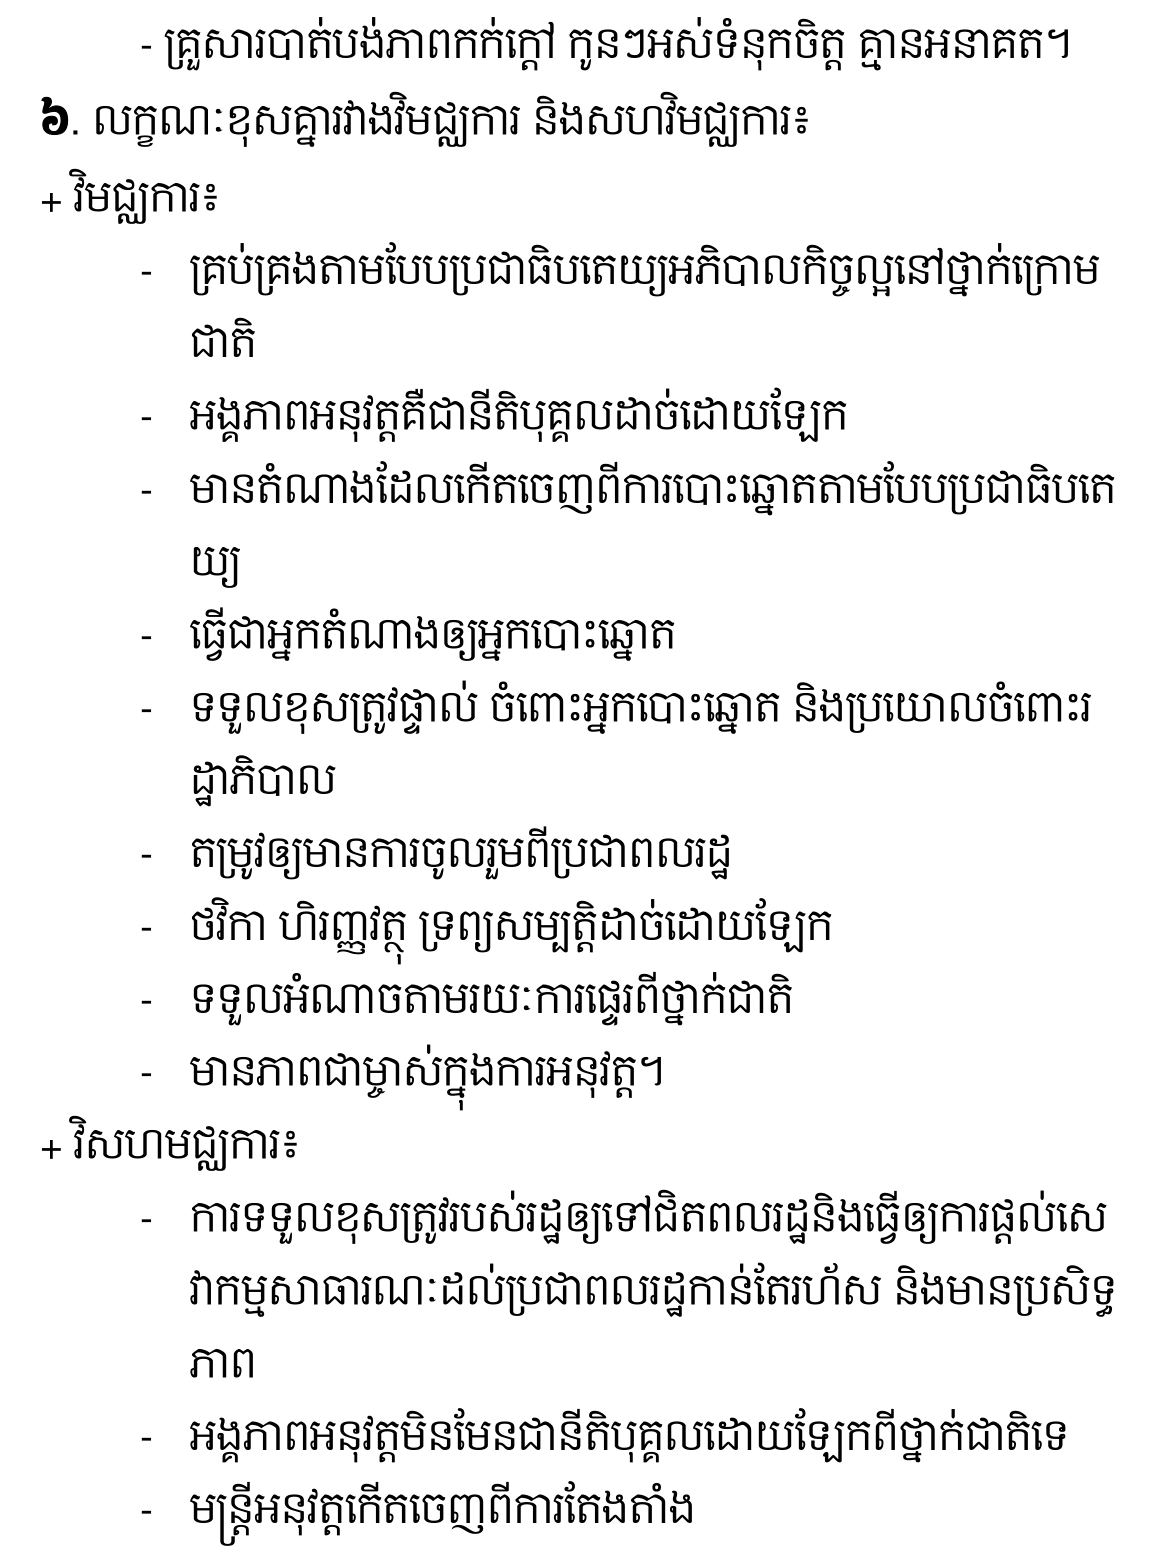 - គ្រួសារបាត់បង់ភាពកក់ក្ដៅ កូនៗអស់ទំនុកចិត្ត គ្មានអនាគត។
៦. លក្ខណៈខុសគ្នារវាងវិមជ្ឈការ និងសហវិមជ្ឈការ៖
+ វិមជ្ឈការ៖
- គ្រប់គ្រងតាមបែបប្រជាធិបតេយ្យអភិបាលកិច្ចល្អនៅថ្នាក់ក្រោម
ជាតិ
- អង្គភាពអនុវត្តគឺជានីតិបុគ្គលដាច់ដោយឡែក
- មានតំណាងដែលកើតចេញពីការបោះឆ្នោតតាមបែបប្រជាធិបតេ
យ្យ
- ធ្វើជាអ្នកតំណាងឲ្យអ្នកបោះឆ្នោត
- ទទួលខុសត្រូវផ្ទាល់ ចំពោះអ្នកបោះឆ្នោត និងប្រយោលចំពោះរ
ដ្ឋាភិបាល
- តម្រូវឲ្យមានការចូលរួមពីប្រជាពលរដ្ឋ
- ថវិកា ហិរញ្ញវត្ថុ ទ្រព្យសម្បត្តិដាច់ដោយឡែក
- ទទួលអំណាចតាមរយៈការផ្ទេរពីថ្នាក់ជាតិ
- មានភាពជាម្ចាស់ក្នុងការអនុវត្ត។
+ វិសហមជ្ឈការ៖
- ការទទួលខុសត្រូវរបស់រដ្ឋឲ្យទៅជិតពលរដ្ឋនិងធ្វើឲ្យការផ្ដល់សេ
វាកម្មសាធារណៈដល់ប្រជាពលរដ្ឋកាន់តែរហ័ស និងមានប្រសិទ្ធ
ភាព
- អង្គភាពអនុវត្តមិនមែនជានីតិបុគ្គលដោយឡែកពីថ្នាក់ជាតិទេ
- មន្ត្រីអនុវត្តកើតចេញពីការតែងតាំង